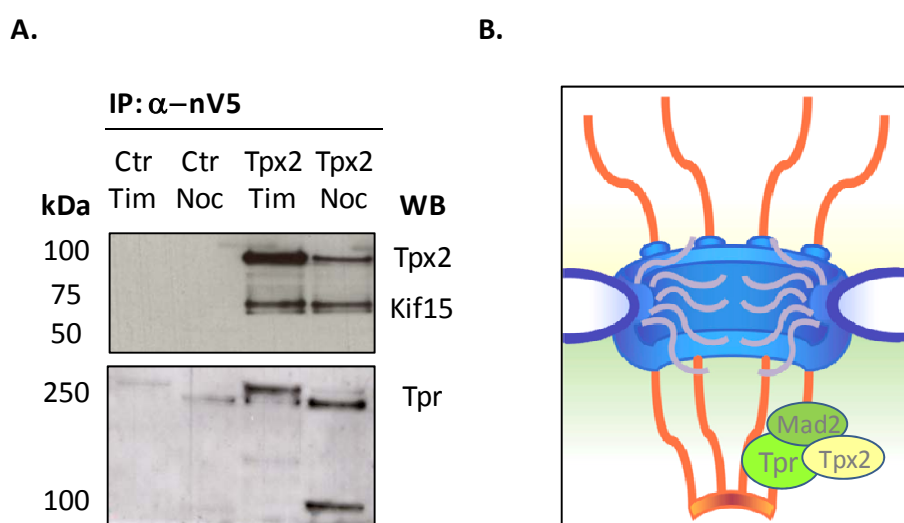 A.
B.
IP: α–nV5
Ctr Ctr Tpx2 Tpx2
kDa Tim Noc Tim Noc WB
100 Tpx2
75 Kif15
50
250 Tpr
100
Mad2
Tpr Tpx2